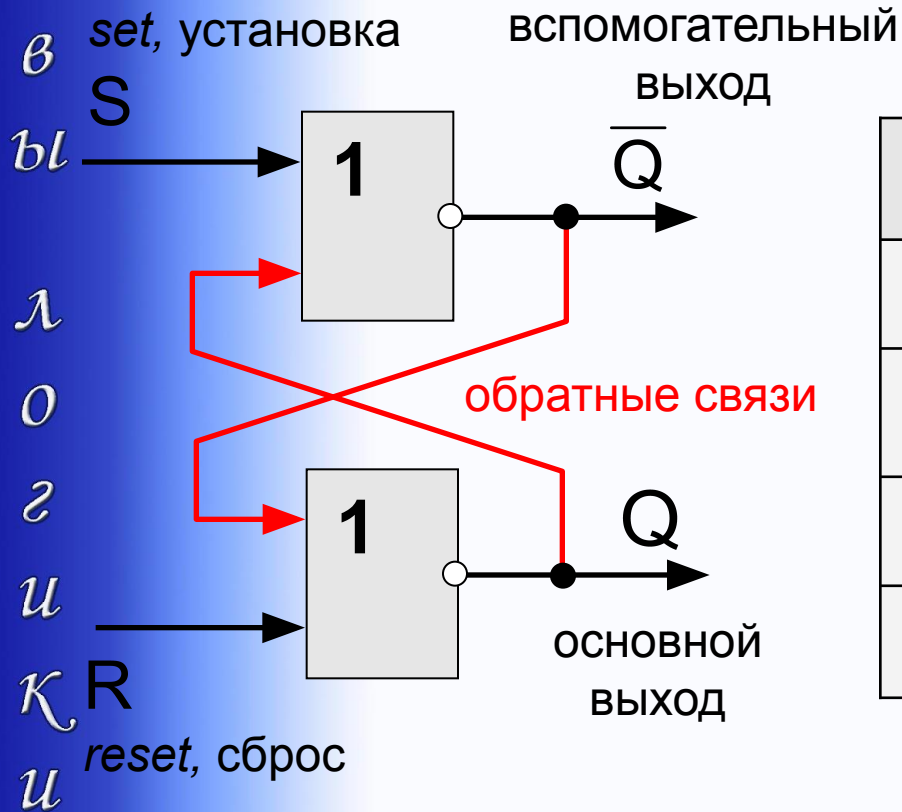 в
ы
л
о
г
и
к
и
set, установка
S
вспомогательный
выход
1
Q̅
обратные связи
1
Q
основной
выход
R
reset, сброс